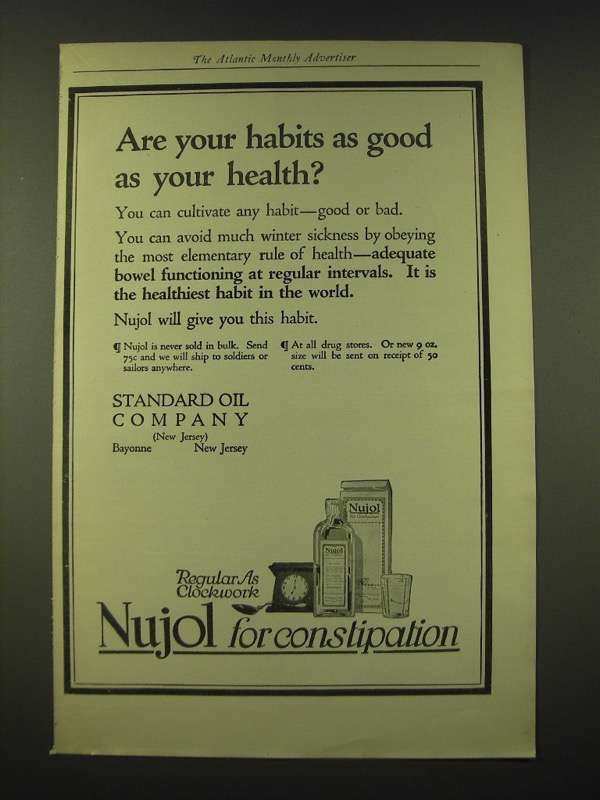 The Atlantic Monthly Advertiser
Are your habits as good
as your health?
You can cultivate any habit—good or bad.
You can avoid much winter sickness by obeying
the most elementary rule of health—adequate
bowel functioning at regular intervals. It is
the healthiest habit in the world.
Nujol will give you this habit.
¶ Nujol is never sold in bulk. Send
75c and we will ship to soldiers or
sailors anywhere.
¶ At all drug stores. Or new 9 oz.
size will be sent on receipt of 50
cents.
STANDARD OIL
COMPANY
(New Jersey)
Bayonne New Jersey
Nujol
Nujol
Regular As
Clockwork
Nujol for constipation